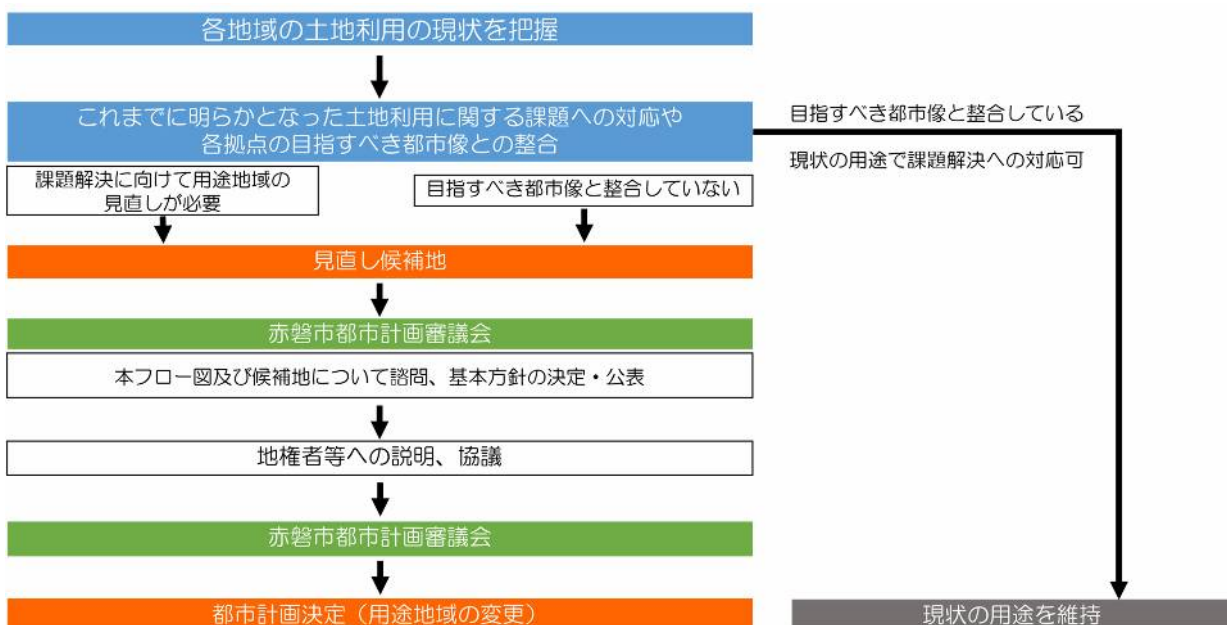 各地域の土地利用の現状を把握
これまでに明らかとなった土地利用に関する課題への対応や
各拠点の目指すべき都市像との整合
目指すべき都市像と整合している
現状の用途で課題解決への対応可
課題解決に向けて用途地域の
見直しが必要
目指すべき都市像と整合していない
見直し候補地
赤磐市都市計画審議会
本フロー図及び候補地について諮問、基本方針の決定・公表
地権者等への説明、協議
赤磐市都市計画審議会
都市計画決定（用途地域の変更）
現状の用途を維持